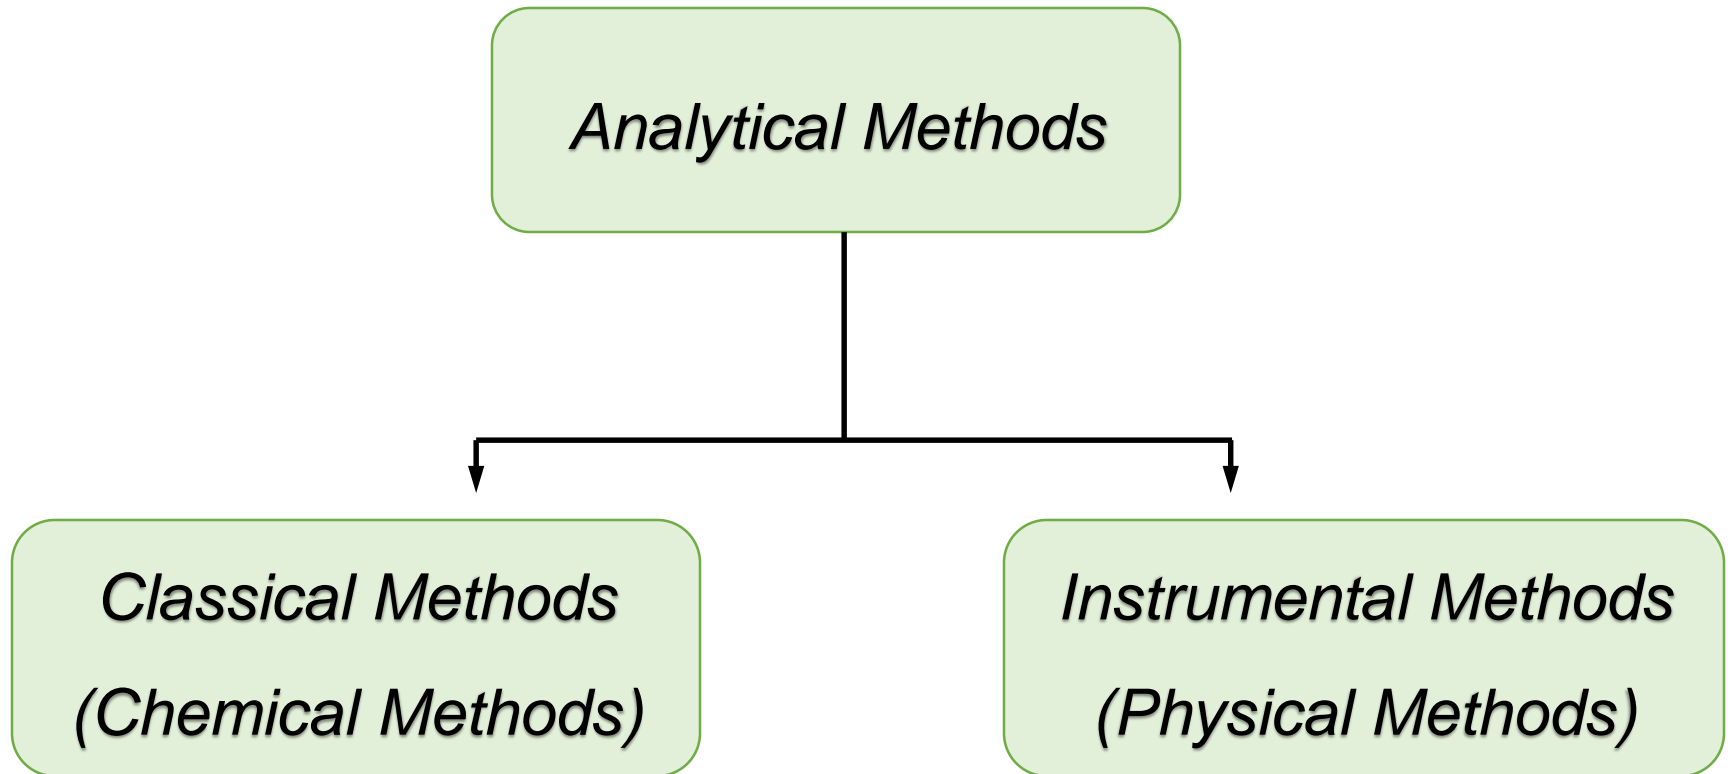 Analytical Methods
Classical Methods
(Chemical Methods)
Instrumental Methods
(Physical Methods)